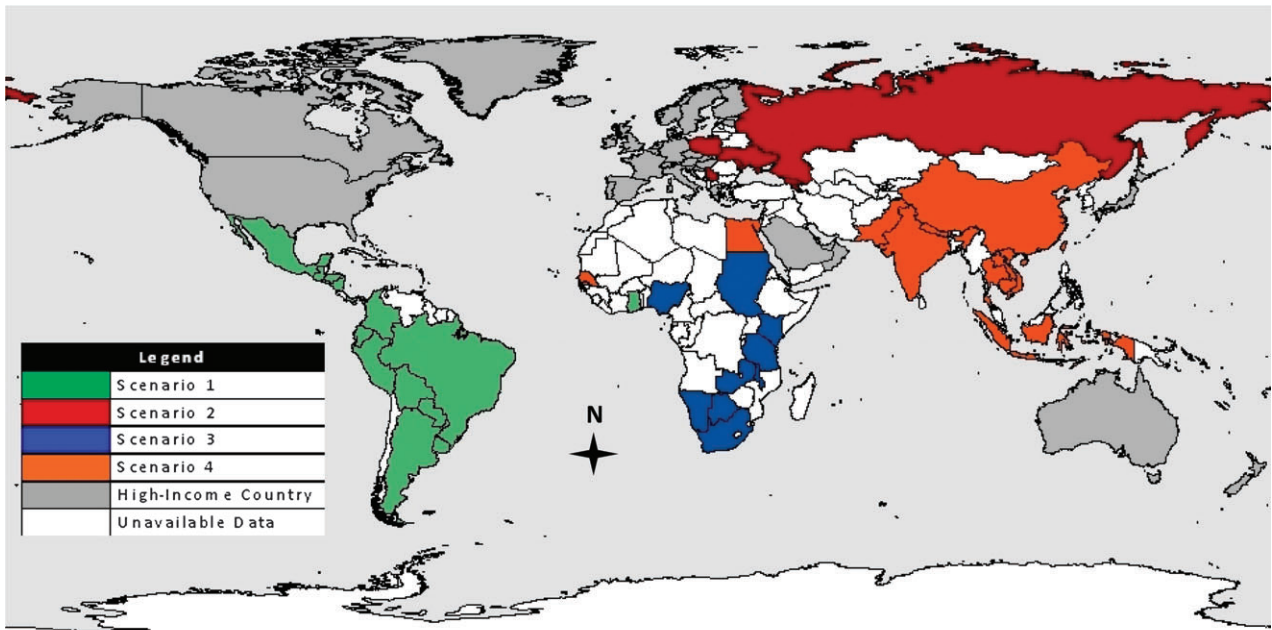 N
Legend
Scenario 1
Scenario 2
Scenario 3
Scenario 4
High-Income Country
Unavailable Data